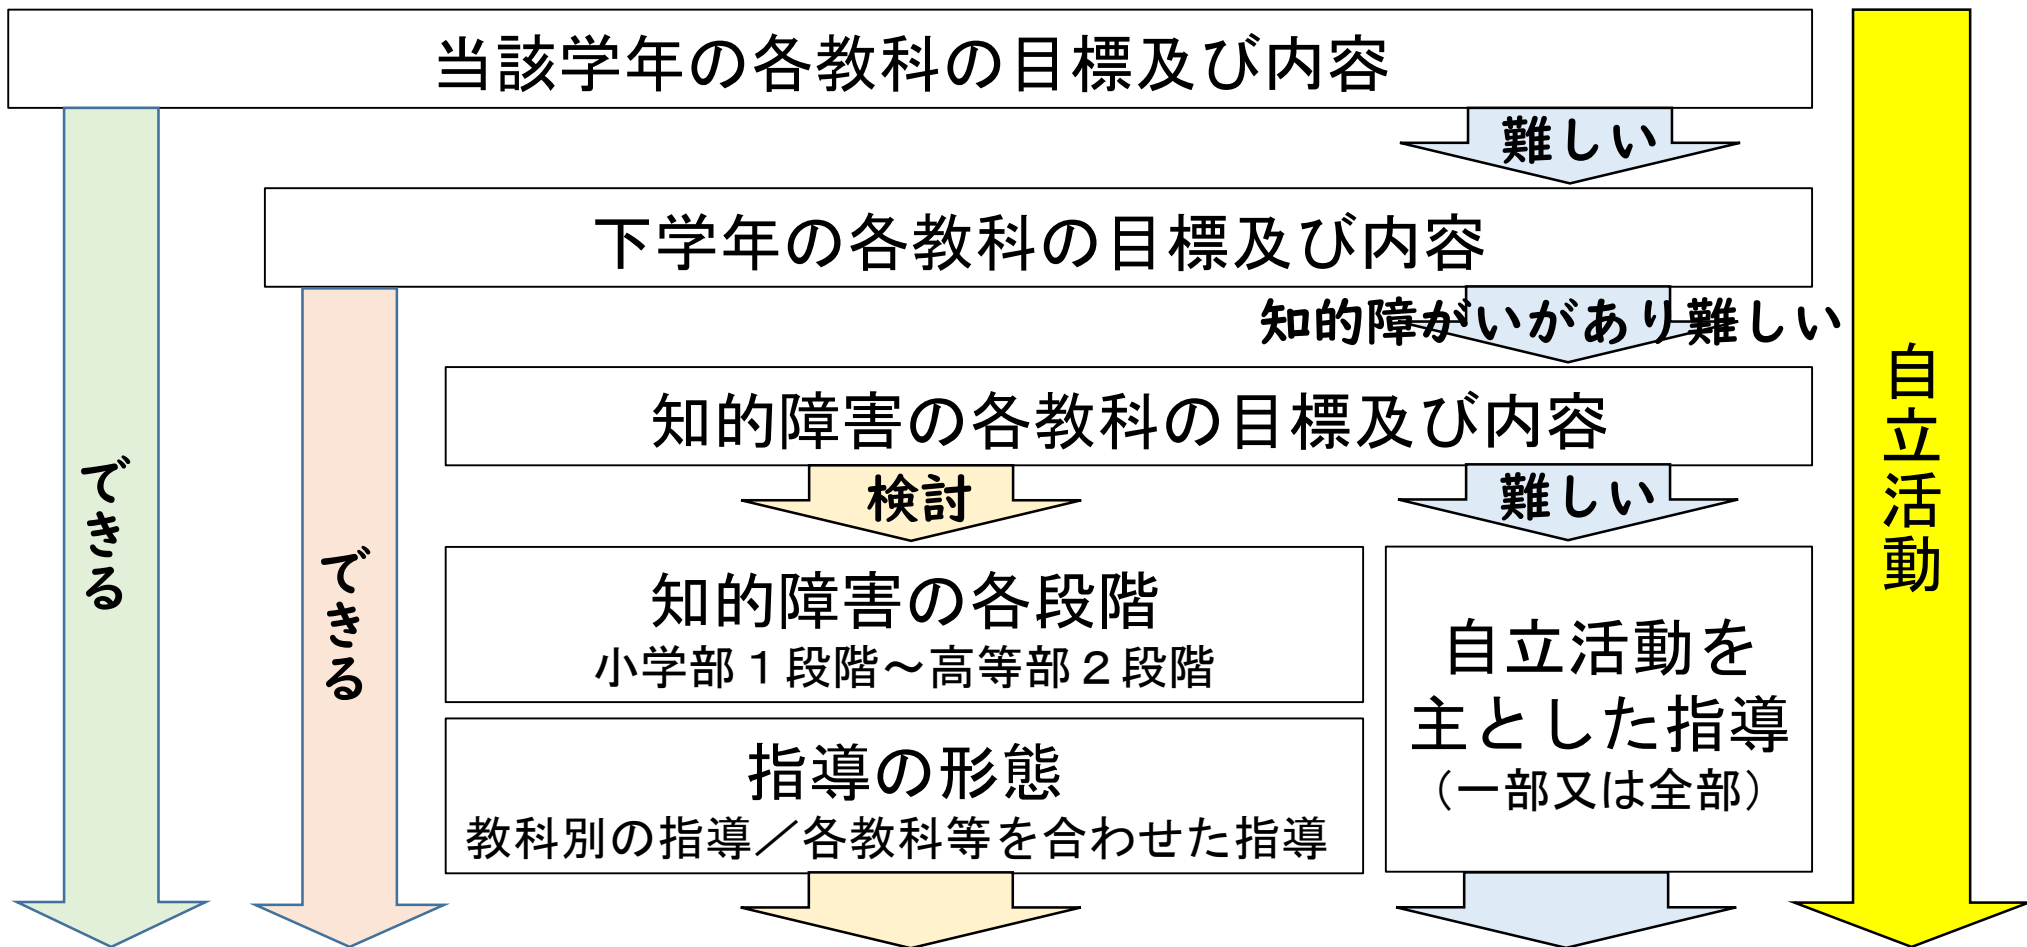 当該学年の各教科の目標及び内容
難しい
下学年の各教科の目標及び内容
知的障がいがあり難しい
知的障害の各教科の目標及び内容
検討
難しい
できる
できる
知的障害の各段階
小学部１段階～高等部２段階
指導の形態
教科別の指導／各教科等を合わせた指導
自立活動を
主とした指導
（一部又は全部）
自立活動